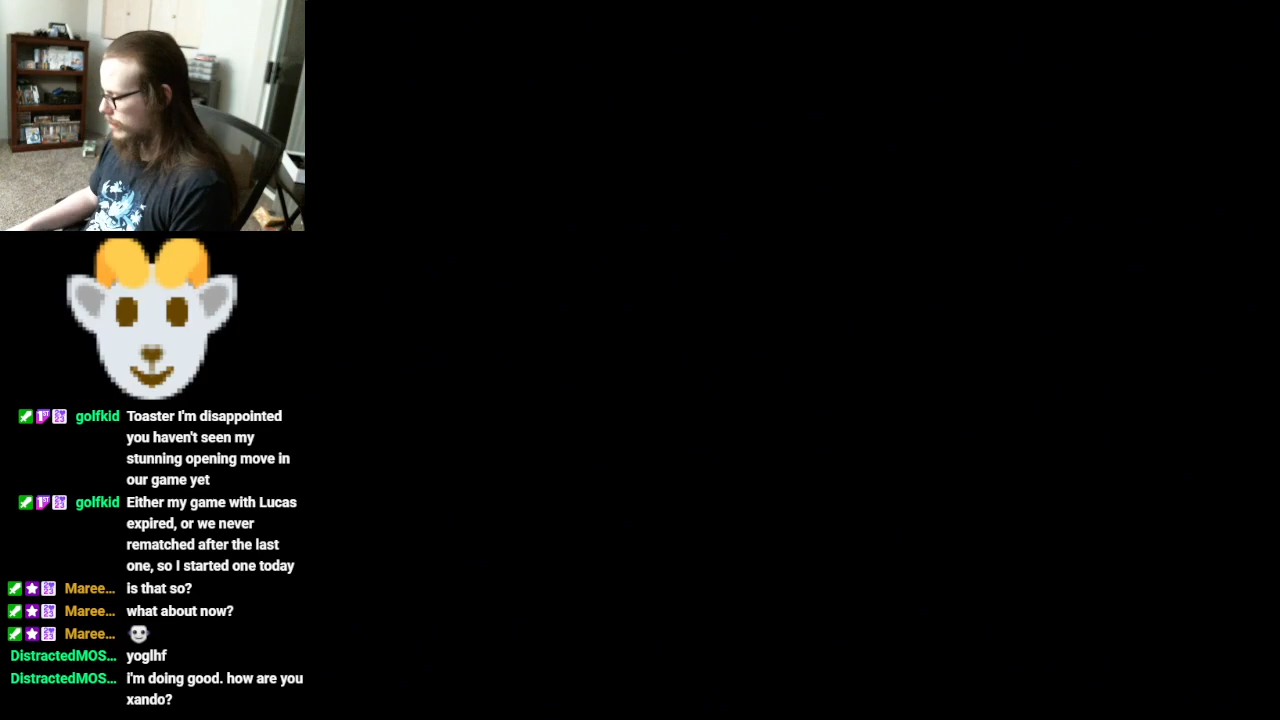 golfkid Toaster I'm disappointed
you haven't seen my
stunning opening move in
our game yet
golfkid Either my game with Lucas
expired, or we never
rematched after the last
one, so I started one today
Maree... is that so?
Maree... what about now?
Maree...
DistractedMOS... yoglhf
DistractedMOS... i'm doing good. how are you
xando?